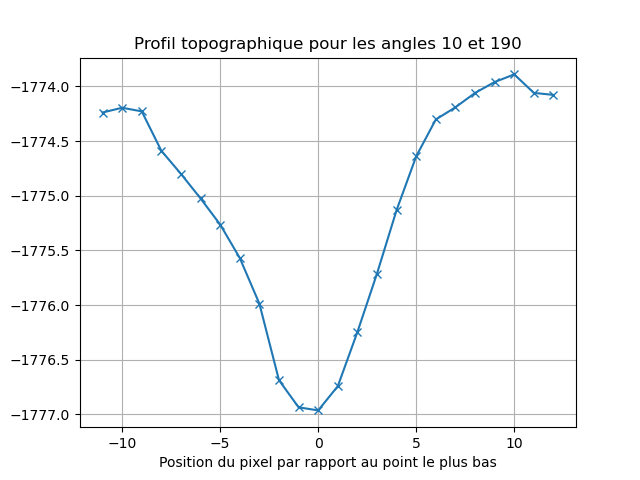 Profil topographique pour les angles 10 et 190
−1774.0
−1774.5
−1775.0
−1775.5
−1776.0
−1776.5
−1777.0
−10 −5 0 5 10
Position du pixel par rapport au point le plus bas